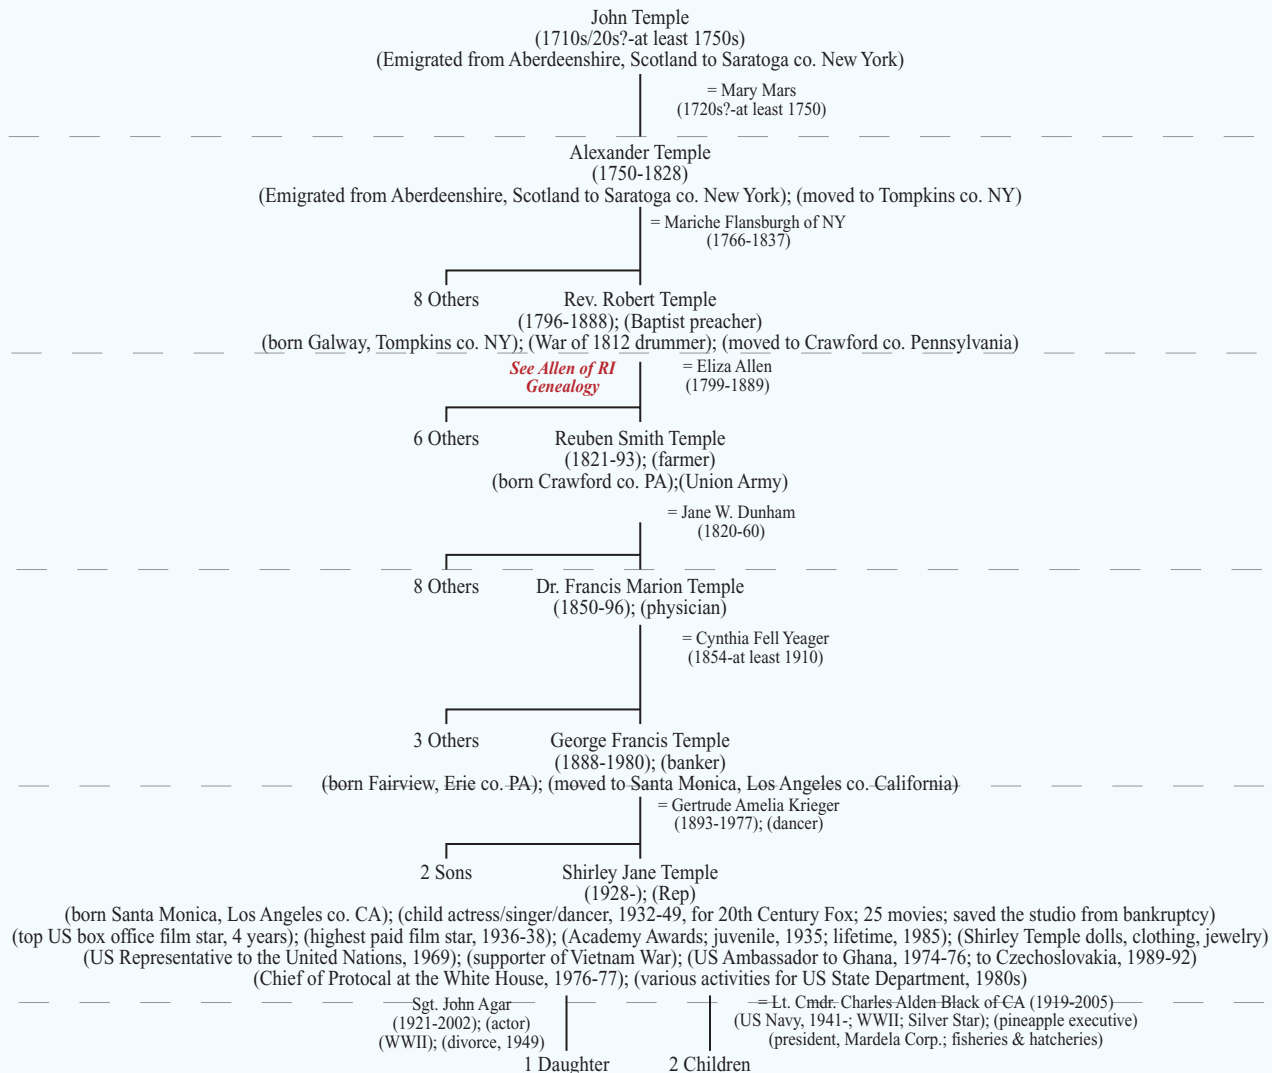 John Temple
(1710s/20s?-at least 1750s)
(Emigrated from Aberdeenshire, Scotland to Saratoga co. New York)
= Mary Mars
(1720s?-at least 1750)
Alexander Temple
(1750-1828)
(Emigrated from Aberdeenshire, Scotland to Saratoga co. New York); (moved to Tompkins co. NY)
= Mariche Flansburgh of NY
(1766-1837)
8 Others
Rev. Robert Temple
(1796-1888); (Baptist preacher)
(born Galway, Tompkins co. NY); (War of 1812 drummer); (moved to Crawford co. Pennsylvania)
See Allen of RI
Genealogy
= Eliza Allen
(1799-1889)
6 Others
Reuben Smith Temple
(1821-93); (farmer)
(born Crawford co. PA);(Union Army)
= Jane W. Dunham
(1820-60)
8 Others
Dr. Francis Marion Temple
(1850-96); (physician)
= Cynthia Fell Yeager
(1854-at least 1910)
3 Others
George Francis Temple
(1888-1980); (banker)
(born Fairview, Erie co. PA); (moved to Santa Monica, Los Angeles co. California)
= Gertrude Amelia Krieger
(1893-1977); (dancer)
2 Sons
Shirley Jane Temple
(1928-); (Rep)
(born Santa Monica, Los Angeles co. CA); (child actress/singer/dancer, 1932-49, for 20th Century Fox; 25 movies; saved the studio from bankruptcy)
(top US box office film star, 4 years); (highest paid film star, 1936-38); (Academy Awards; juvenile, 1935; lifetime, 1985); (Shirley Temple dolls, clothing, jewelry)
(US Representative to the United Nations, 1969); (supporter of Vietnam War); (US Ambassador to Ghana, 1974-76; to Czechoslovakia, 1989-92)
(Chief of Protocal at the White House, 1976-77); (various activities for US State Department, 1980s)
Sgt. John Agar
(1921-2002); (actor)
(WWII); (divorce, 1949)
= Lt. Cmdr. Charles Alden Black of CA (1919-2005)
(US Navy, 1941-; WWII; Silver Star); (pineapple executive)
(president, Mardela Corp.; fisheries & hatcheries)
1 Daughter
2 Children